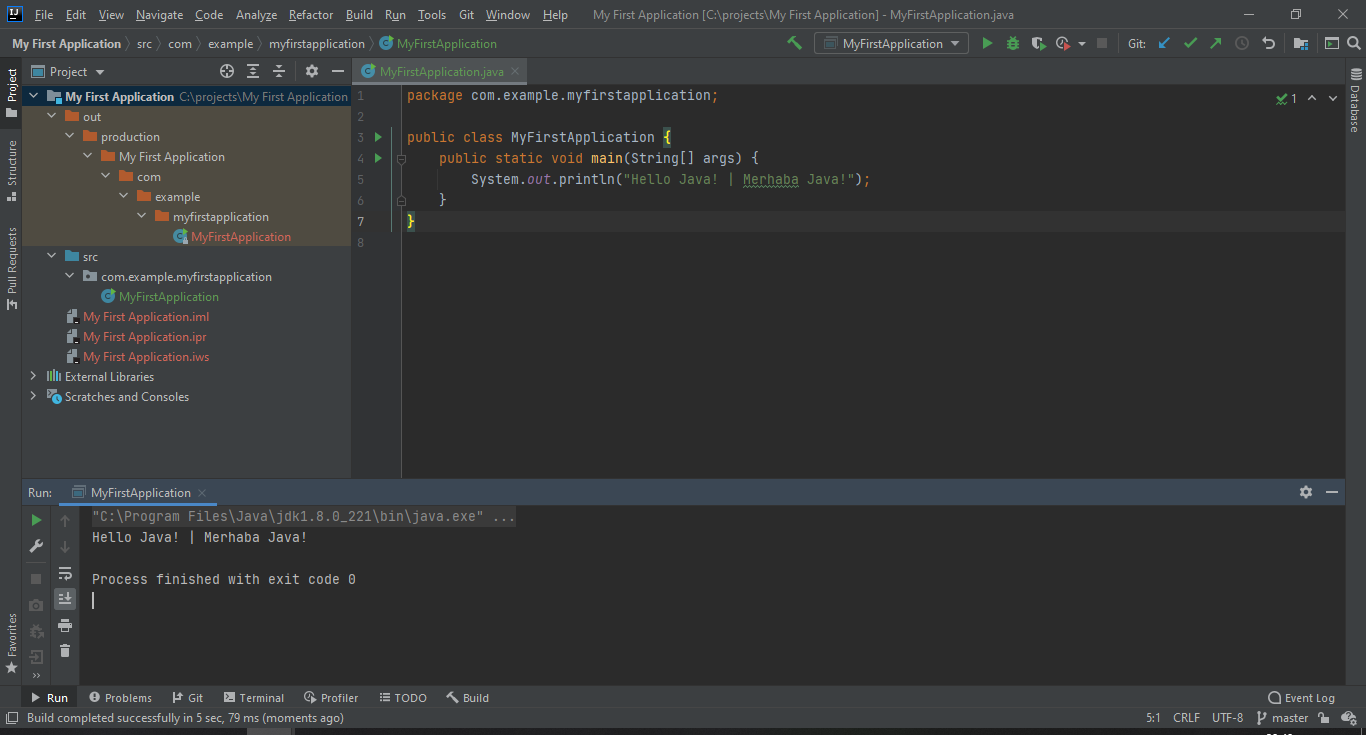 IJ File Edit View Navigate Code Analyze Refactor Build Run Tools Git Window Help My First Application [C:\projects\My First Application] - MyFirstApplication.java
My First Application src com example myfirstapplication MyFirstApplication MyFirstApplication Git:
Project
MyFirstApplication.java
My First Application C:\projects\My First Application
out
production
My First Application
com
example
myfirstapplication
MyFirstApplication
src
com.example.myfirstapplication
MyFirstApplication
My First Application.iml
My First Application.ipr
My First Application.iws
External Libraries
Scratches and Consoles
Project
Structure
Pull Requests
Favorites
1 package com.example.myfirstapplication;
2
3 public class MyFirstApplication {
4 public static void main(String[] args) {
5 System.out.println("Hello Java! | Merhaba Java!");
6 }
7 }
8
1
Database
Run: MyFirstApplication
"C:\Program Files\Java\jdk1.8.0_221\bin\java.exe" ...
Hello Java! | Merhaba Java!
Process finished with exit code 0
Run Problems Git Terminal Profiler TODO Build Event Log
Build completed successfully in 5 sec, 79 ms (moments ago) 5:1 CRLF UTF-8 master